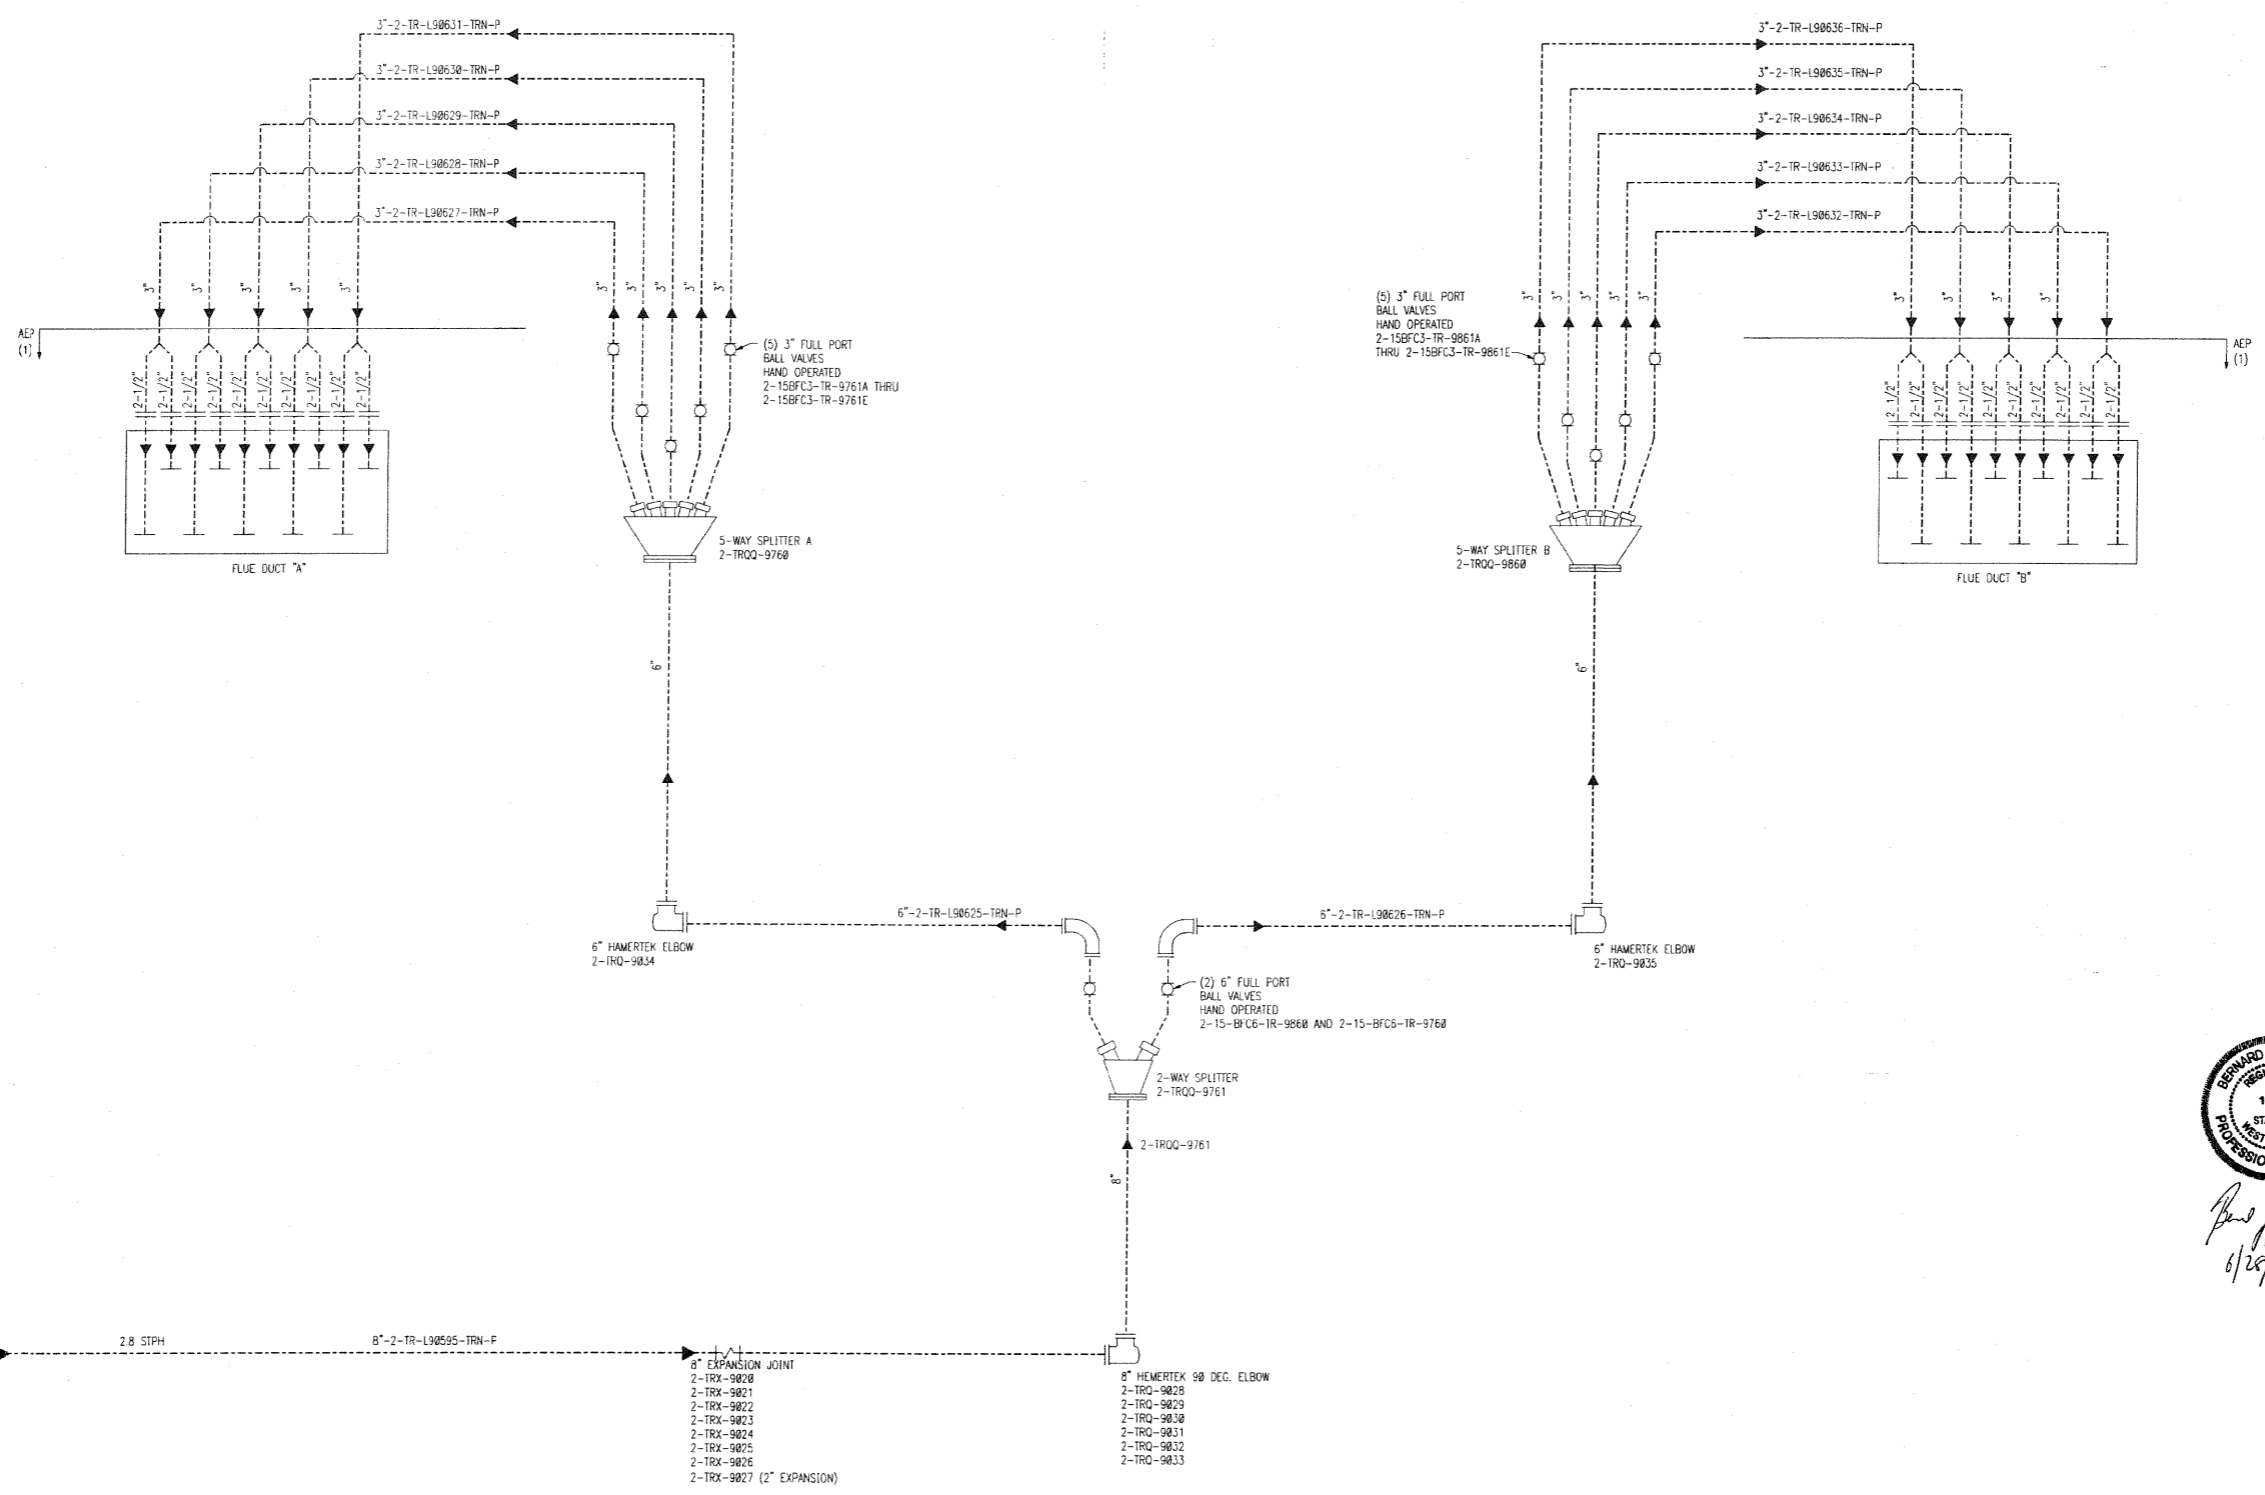 3"-2-TR-L90631-TRN-P
3"-2-TR-L90630-TRN-P
3"-2-TR-L90629-TRN-P
3"-2-TR-L90628-TRN-P
3"-2-TR-L90627-TRN-P
3"-2-TR-L90636-TRN-P
3"-2-TR-L90635-TRN-P
3"-2-TR-L90634-TRN-P
3"-2-TR-L90633-TRN-P
3"-2-TR-L90632-TRN-P
3" 3" 3" 3" 3"
3" 3" 3" 3" 3"
3" 3" 3" 3" 3"
3" 3" 3" 3" 3"
AEP
(1)
(5) 3" FULL PORT
BALL VALVES
HAND OPERATED
2-15BFC3-TR-9761A THRU
2-15BFC3-TR-9761E
(5) 3" FULL PORT
BALL VALVES
HAND OPERATED
2-15BFC3-TR-9861A
THRU 2-15BFC3-TR-9861E
AEP
(1)
2-1/2" 2-1/2" 2-1/2" 2-1/2" 2-1/2" 2-1/2" 2-1/2" 2-1/2" 2-1/2" 2-1/2"
2-1/2" 2-1/2" 2-1/2" 2-1/2" 2-1/2" 2-1/2" 2-1/2" 2-1/2" 2-1/2" 2-1/2"
FLUE DUCT "A"
5-WAY SPLITTER A
2-TRQQ-9760
5-WAY SPLITTER B
2-TRQQ-9860
FLUE DUCT "B"
6"
6"
6"-2-TR-L90625-TRN-P
6"-2-TR-L90626-TRN-P
6" HAMERTEK ELBOW
2-TRQ-9034
6" HAMERTEK ELBOW
2-TRQ-9035
(2) 6" FULL PORT
BALL VALVES
HAND OPERATED
2-15-BFC6-TR-9860 AND 2-15-BFC6-TR-9760
2-WAY SPLITTER
2-TRQQ-9761
2-TRQQ-9761
8"
BERNARD
PROFESSIO
6/28/
2.8 STPH
8"-2-TR-L90595-TRN-P
8" EXPANSION JOINT
2-TRX-9020
2-TRX-9021
2-TRX-9022
2-TRX-9023
2-TRX-9024
2-TRX-9025
2-TRX-9026
2-TRX-9027 (2" EXPANSION)
8" HEMERTEK 90 DEG. ELBOW
2-TRQ-9028
2-TRQ-9029
2-TRQ-9030
2-TRQ-9031
2-TRQ-9032
2-TRQ-9033